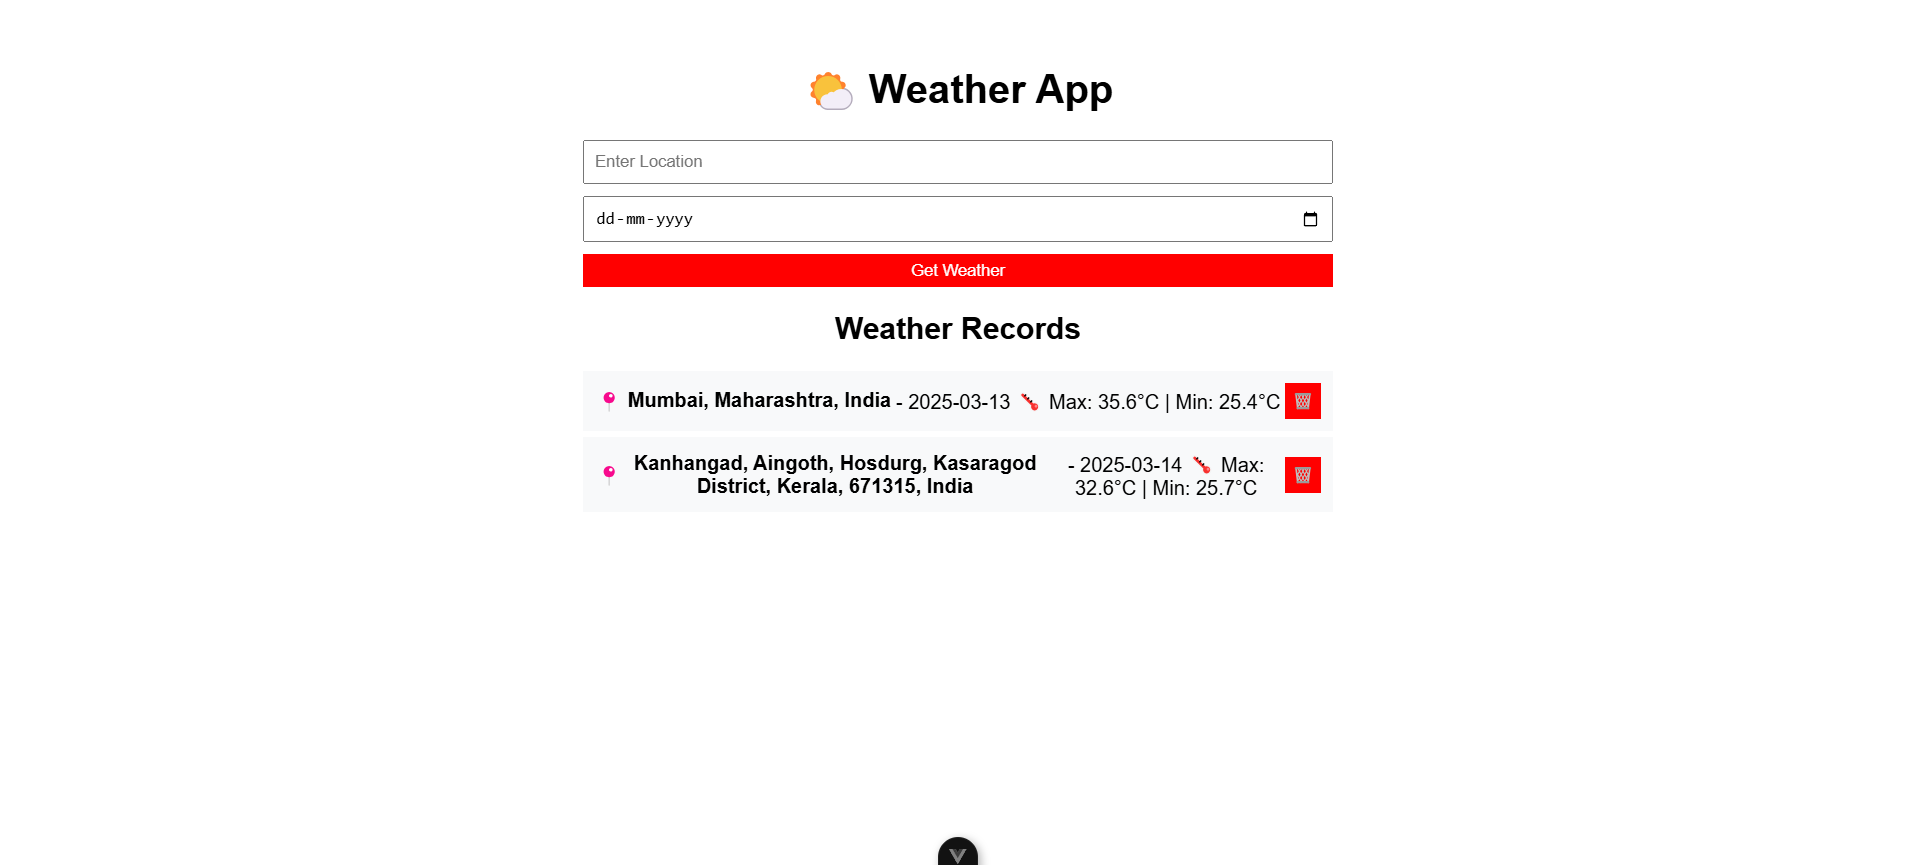 Weather App
Enter Location
dd-mm-yyyy
Get Weather
Weather Records
Mumbai, Maharashtra, India - 2025-03-13 Max: 35.6°C | Min: 25.4°C
Kanhangad, Aingoth, Hosdurg, Kasaragod
District, Kerala, 671315, India
- 2025-03-14 Max:
32.6°C | Min: 25.7°C